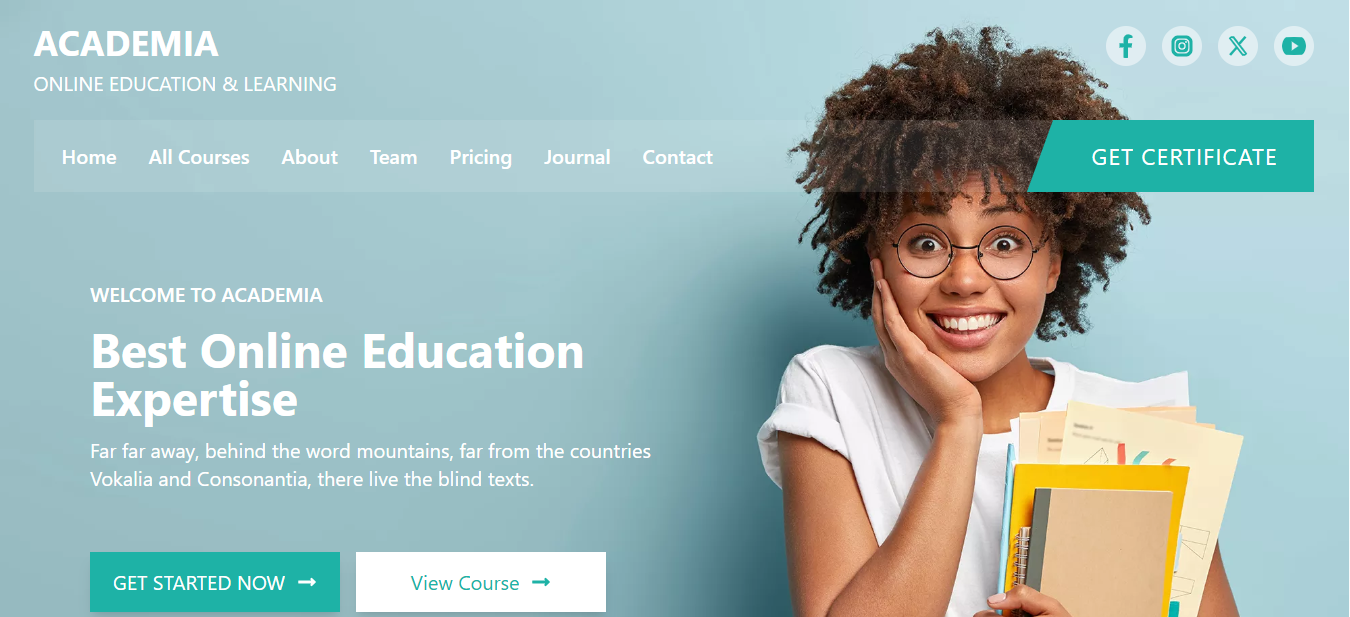 ACADEMIA
ONLINE EDUCATION & LEARNING
Home All Courses About Team Pricing Journal Contact
GET CERTIFICATE
WELCOME TO ACADEMIA
Best Online Education
Expertise
Far far away, behind the word mountains, far from the countries
Vokalia and Consonantia, there live the blind texts.
GET STARTED NOW
View Course